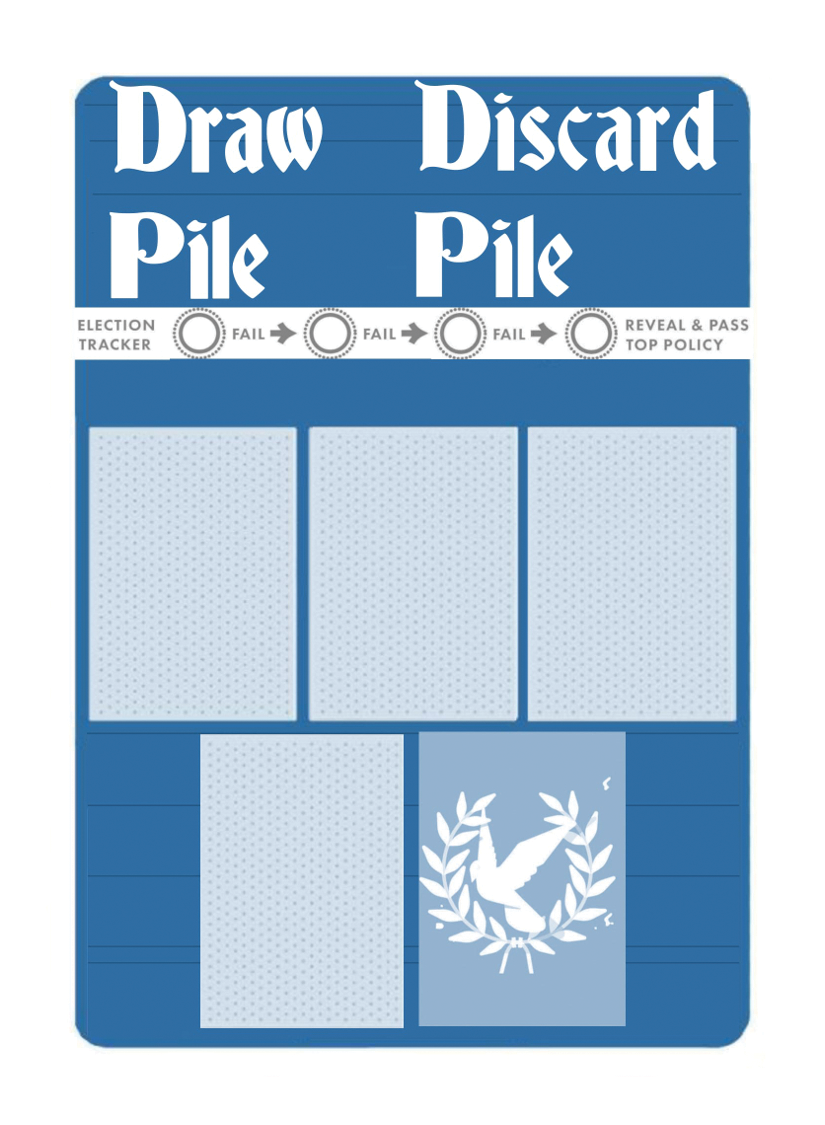 Draw
Pile
Discard
Pile
ELECTION
TRACKER
FAIL
FAIL
FAIL
REVEAL & PASS
TOP POLICY